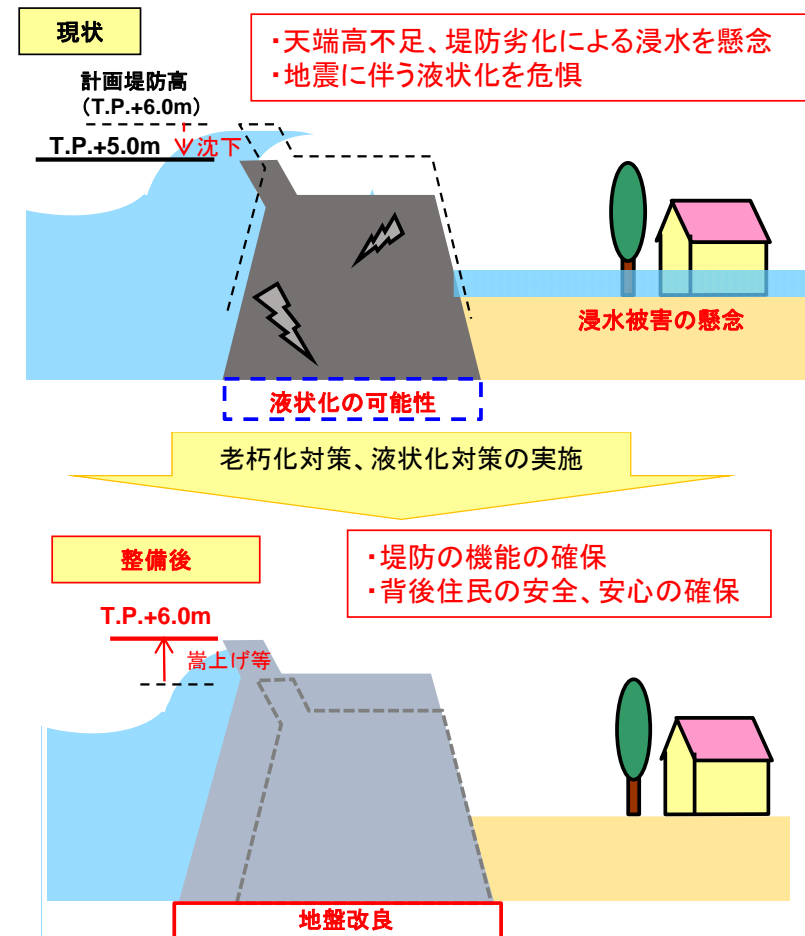 現状
・天端高不足、堤防劣化による浸水を懸念
・地震に伴う液状化を危惧
計画堤防高
（T.P.+6.0m）
T.P.+5.0m
沈下
浸水被害の懸念
液状化の可能性
老朽化対策、液状化対策の実施
整備後
・堤防の機能の確保
・背後住民の安全、安心の確保
T.P.+6.0m
嵩上げ等
地盤改良